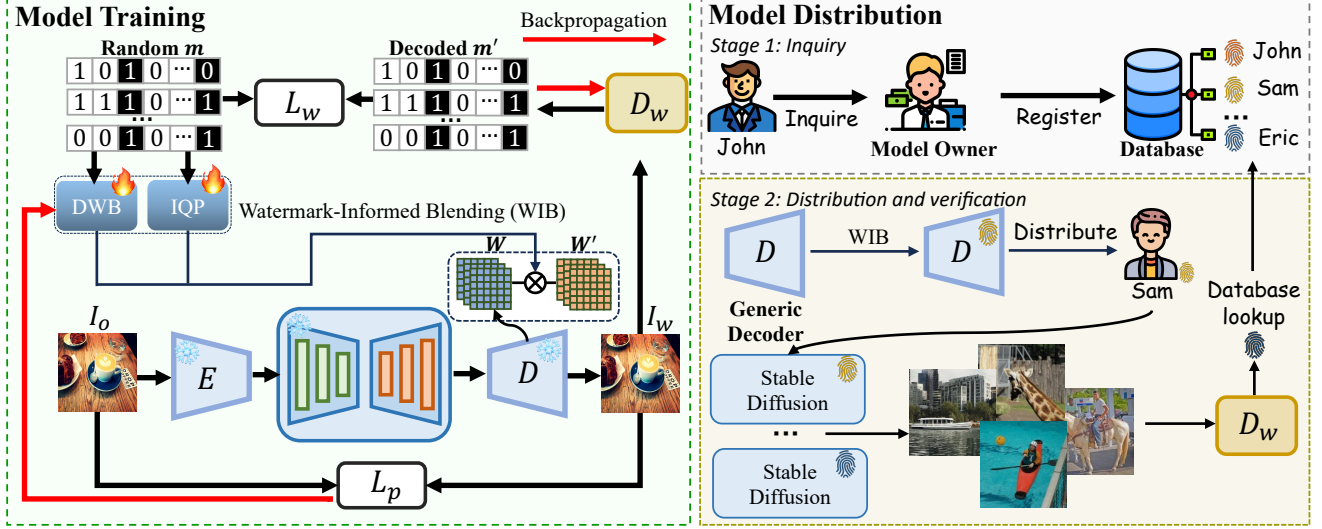 Model Training
Backpropagation
Random m
Decoded m′
1 0 1 0 ··· 0
1 1 1 0 ··· 1
...
0 0 1 0 ··· 1
L_w
1 0 1 0 ··· 0
1 1 1 0 ··· 1
...
0 0 1 0 ··· 1
D_w
DWB
IQP
Watermark-Informed Blending (WIB)
W
W'
I_o
E
D
I_w
L_p
Model Distribution
Stage 1: Inquiry
John
Inquire
Model Owner
Register
Database
John
Sam
...
Eric
Stage 2: Distribution and verification
D
WIB
D
Distribute
Sam
Generic
Decoder
Database
lookup
Stable
Diffusion
...
Stable
Diffusion
D_w